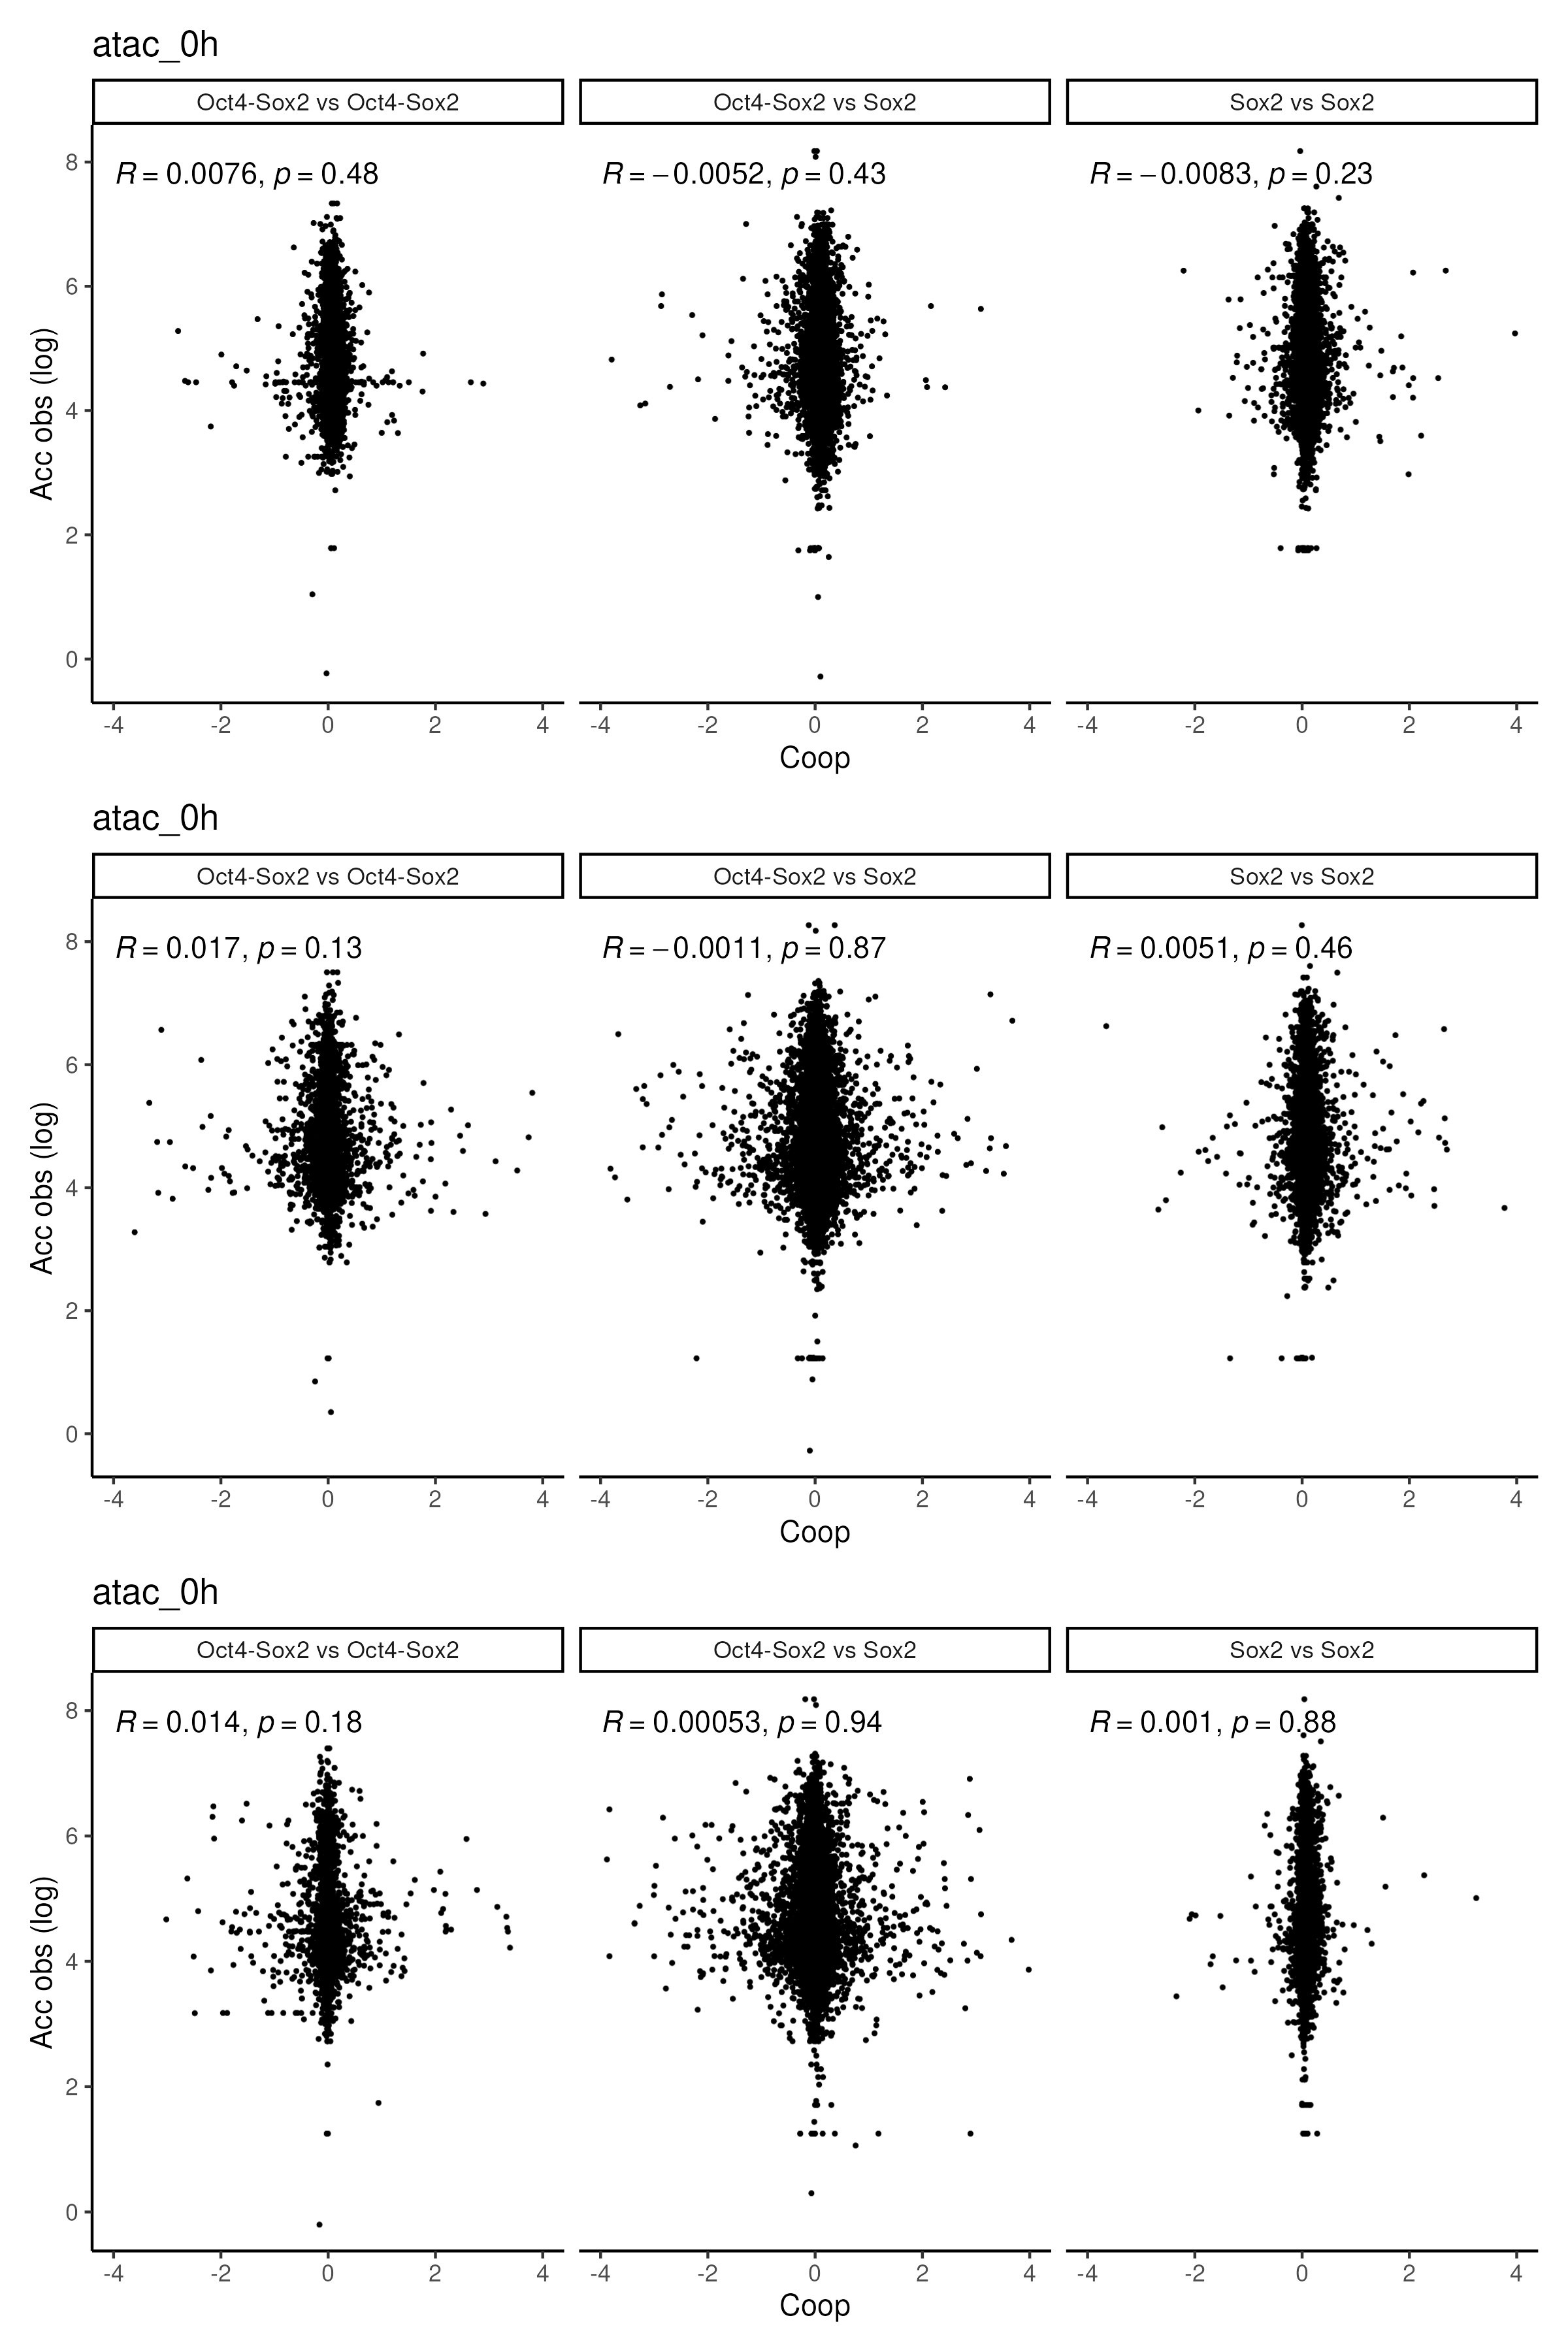 atac_0h
Oct4-Sox2 vs Oct4-Sox2 Oct4-Sox2 vs Sox2 Sox2 vs Sox2
R = 0.0076, p = 0.48 R = −0.0052, p = 0.43 R = −0.0083, p = 0.23
8
6
4
2
0
Acc obs (log)
-4 -2 0 2 4 -4 -2 0 2 4 -4 -2 0 2 4
Coop
atac_0h
Oct4-Sox2 vs Oct4-Sox2 Oct4-Sox2 vs Sox2 Sox2 vs Sox2
R = 0.017, p = 0.13 R = −0.0011, p = 0.87 R = 0.0051, p = 0.46
8
6
4
2
0
Acc obs (log)
-4 -2 0 2 4 -4 -2 0 2 4 -4 -2 0 2 4
Coop
atac_0h
Oct4-Sox2 vs Oct4-Sox2 Oct4-Sox2 vs Sox2 Sox2 vs Sox2
R = 0.014, p = 0.18 R = 0.00053, p = 0.94 R = 0.001, p = 0.88
8
6
4
2
0
Acc obs (log)
-4 -2 0 2 4 -4 -2 0 2 4 -4 -2 0 2 4
Coop